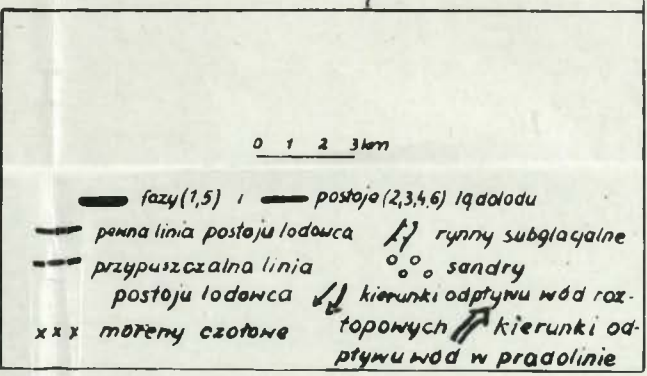 0 1 2 3km
fazy (1,5) i postoje (2,3,4,6) lądolodu
pewna linia postoju lodowca
rynny subglacjalne
przypuszczalna linia
postoju lodowca
sandry
kierunki odpływu wód roz-
topowych
xxx moreny czołowe
kierunki od-
pływu wód w pradolinie